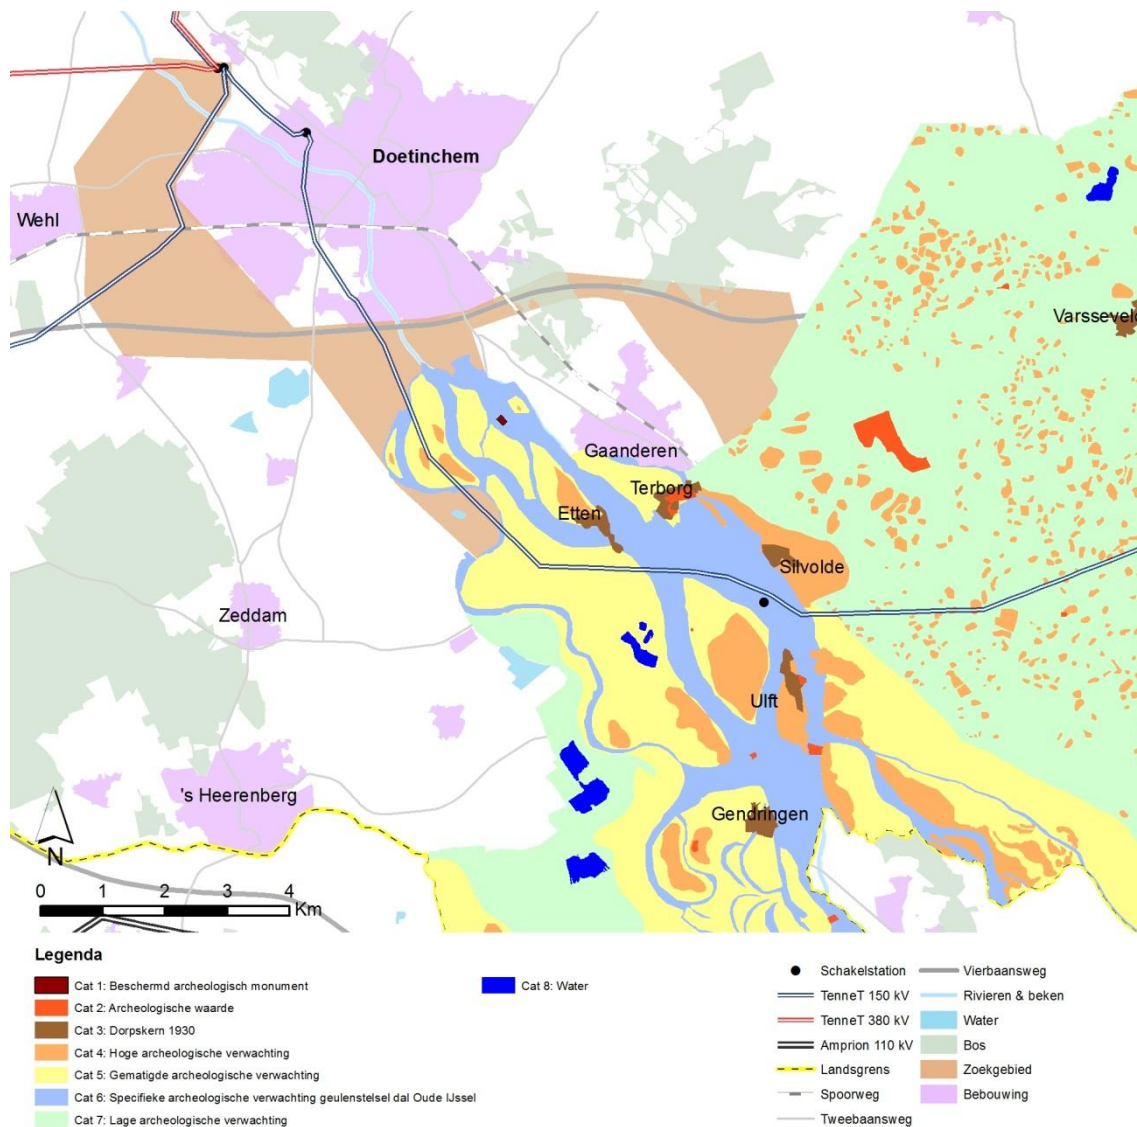 Doetinchem
Wehl
Varsseveld
Gaanderen
Terborg
Etten
Silvolde
Zeddam
Ulft
's Heerenberg
Gendringen
N
0 1 2 3 4
Km
Legenda
Cat 1: Beschermd archeologisch monument
Cat 2: Archeologische waarde
Cat 3: Dorpskern 1930
Cat 4: Hoge archeologische verwachting
Cat 5: Gematigde archeologische verwachting
Cat 6: Specifieke archeologische verwachting geulenstelsel dal Oude IJssel
Cat 7: Lage archeologische verwachting
Cat 8: Water
Schakelstation
TenneT 150 kV
TenneT 380 kV
Amprion 110 kV
Landsgrens
Spoorweg
Tweebaansweg
Vierbaansweg
Rivieren & beken
Water
Bos
Zoekgebied
Bebouwing